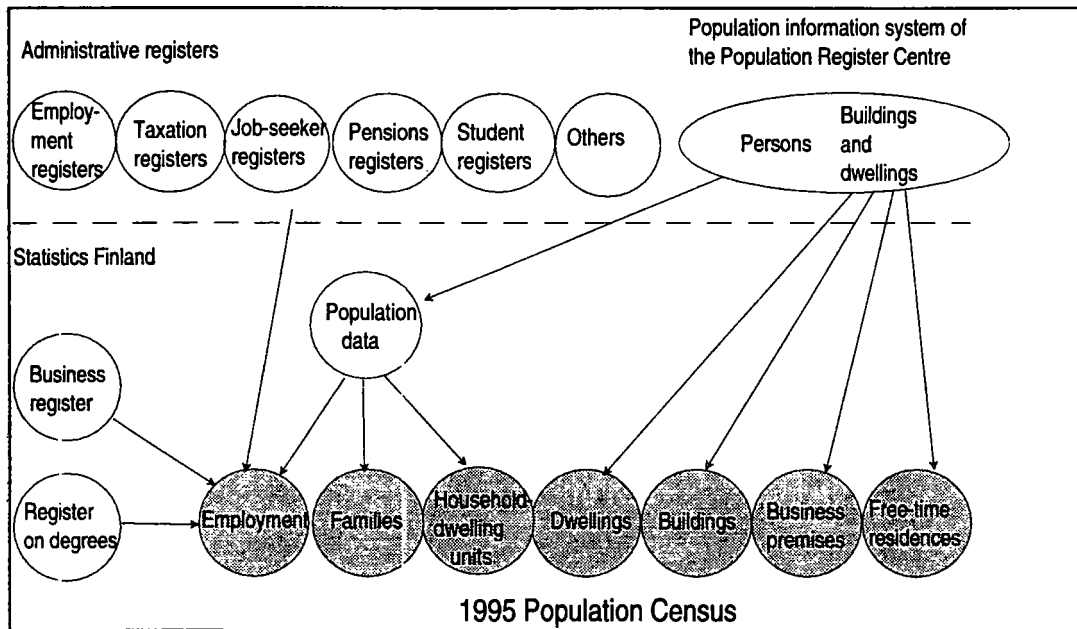 Administrative registers
Population information system of
the Population Register Centre
Employ-
ment
registers
Taxation
registers
Job-seeker
registers
Pensions
registers
Student
registers
Others
Persons
Buildings
and
dwellings
Statistics Finland
Population
data
Business
register
Register
on degrees
Employment
Families
Household-
dwelling
units
Dwellings
Buildings
Business
premises
Free-time
residences
1995 Population Census